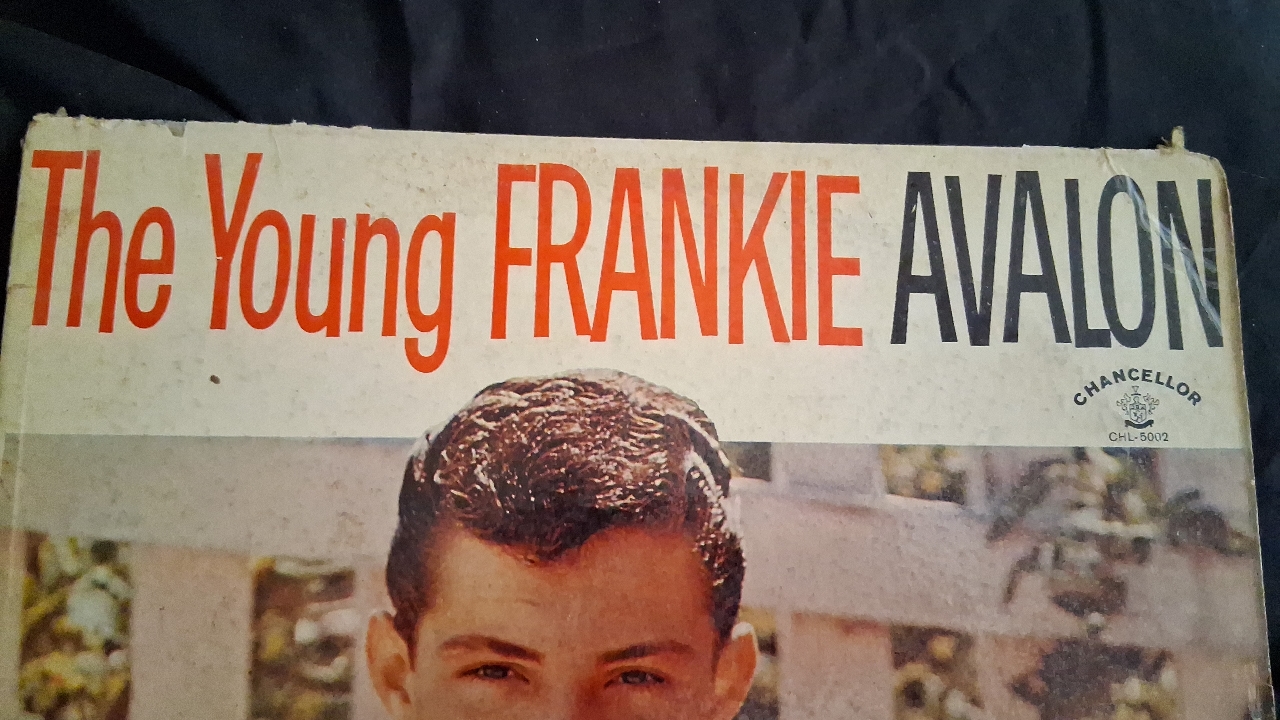 The Young FRANKIE AVALON
CHANCELLOR
CHL-5002